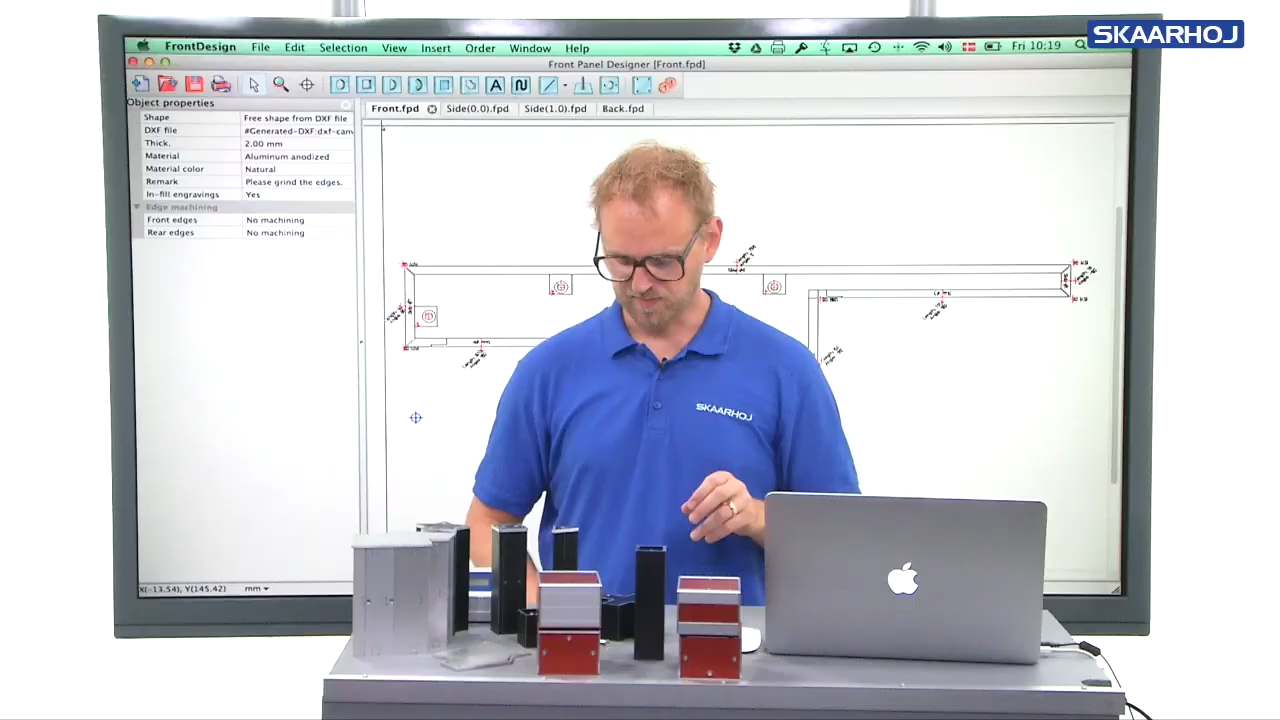 SKAARHOJ
FrontDesign File Edit Selection View Insert Order Window Help
Fri 10:19
Front Panel Designer [Front.fpd]
Object properties
Front.fpd Side(0.0).fpd Side(1.0).fpd Back.fpd
Shape Free shape from DXF file
DXF file #Generated-DXF:dxf-cam
Thick. 2.00 mm
Material Aluminum anodized
Material color Natural
Remark Please grind the edges.
In-fill engravings Yes
Edge machining
Front edges No machining
Rear edges No machining
SKAARHOJ
X(-13.54), Y(145.42) mm